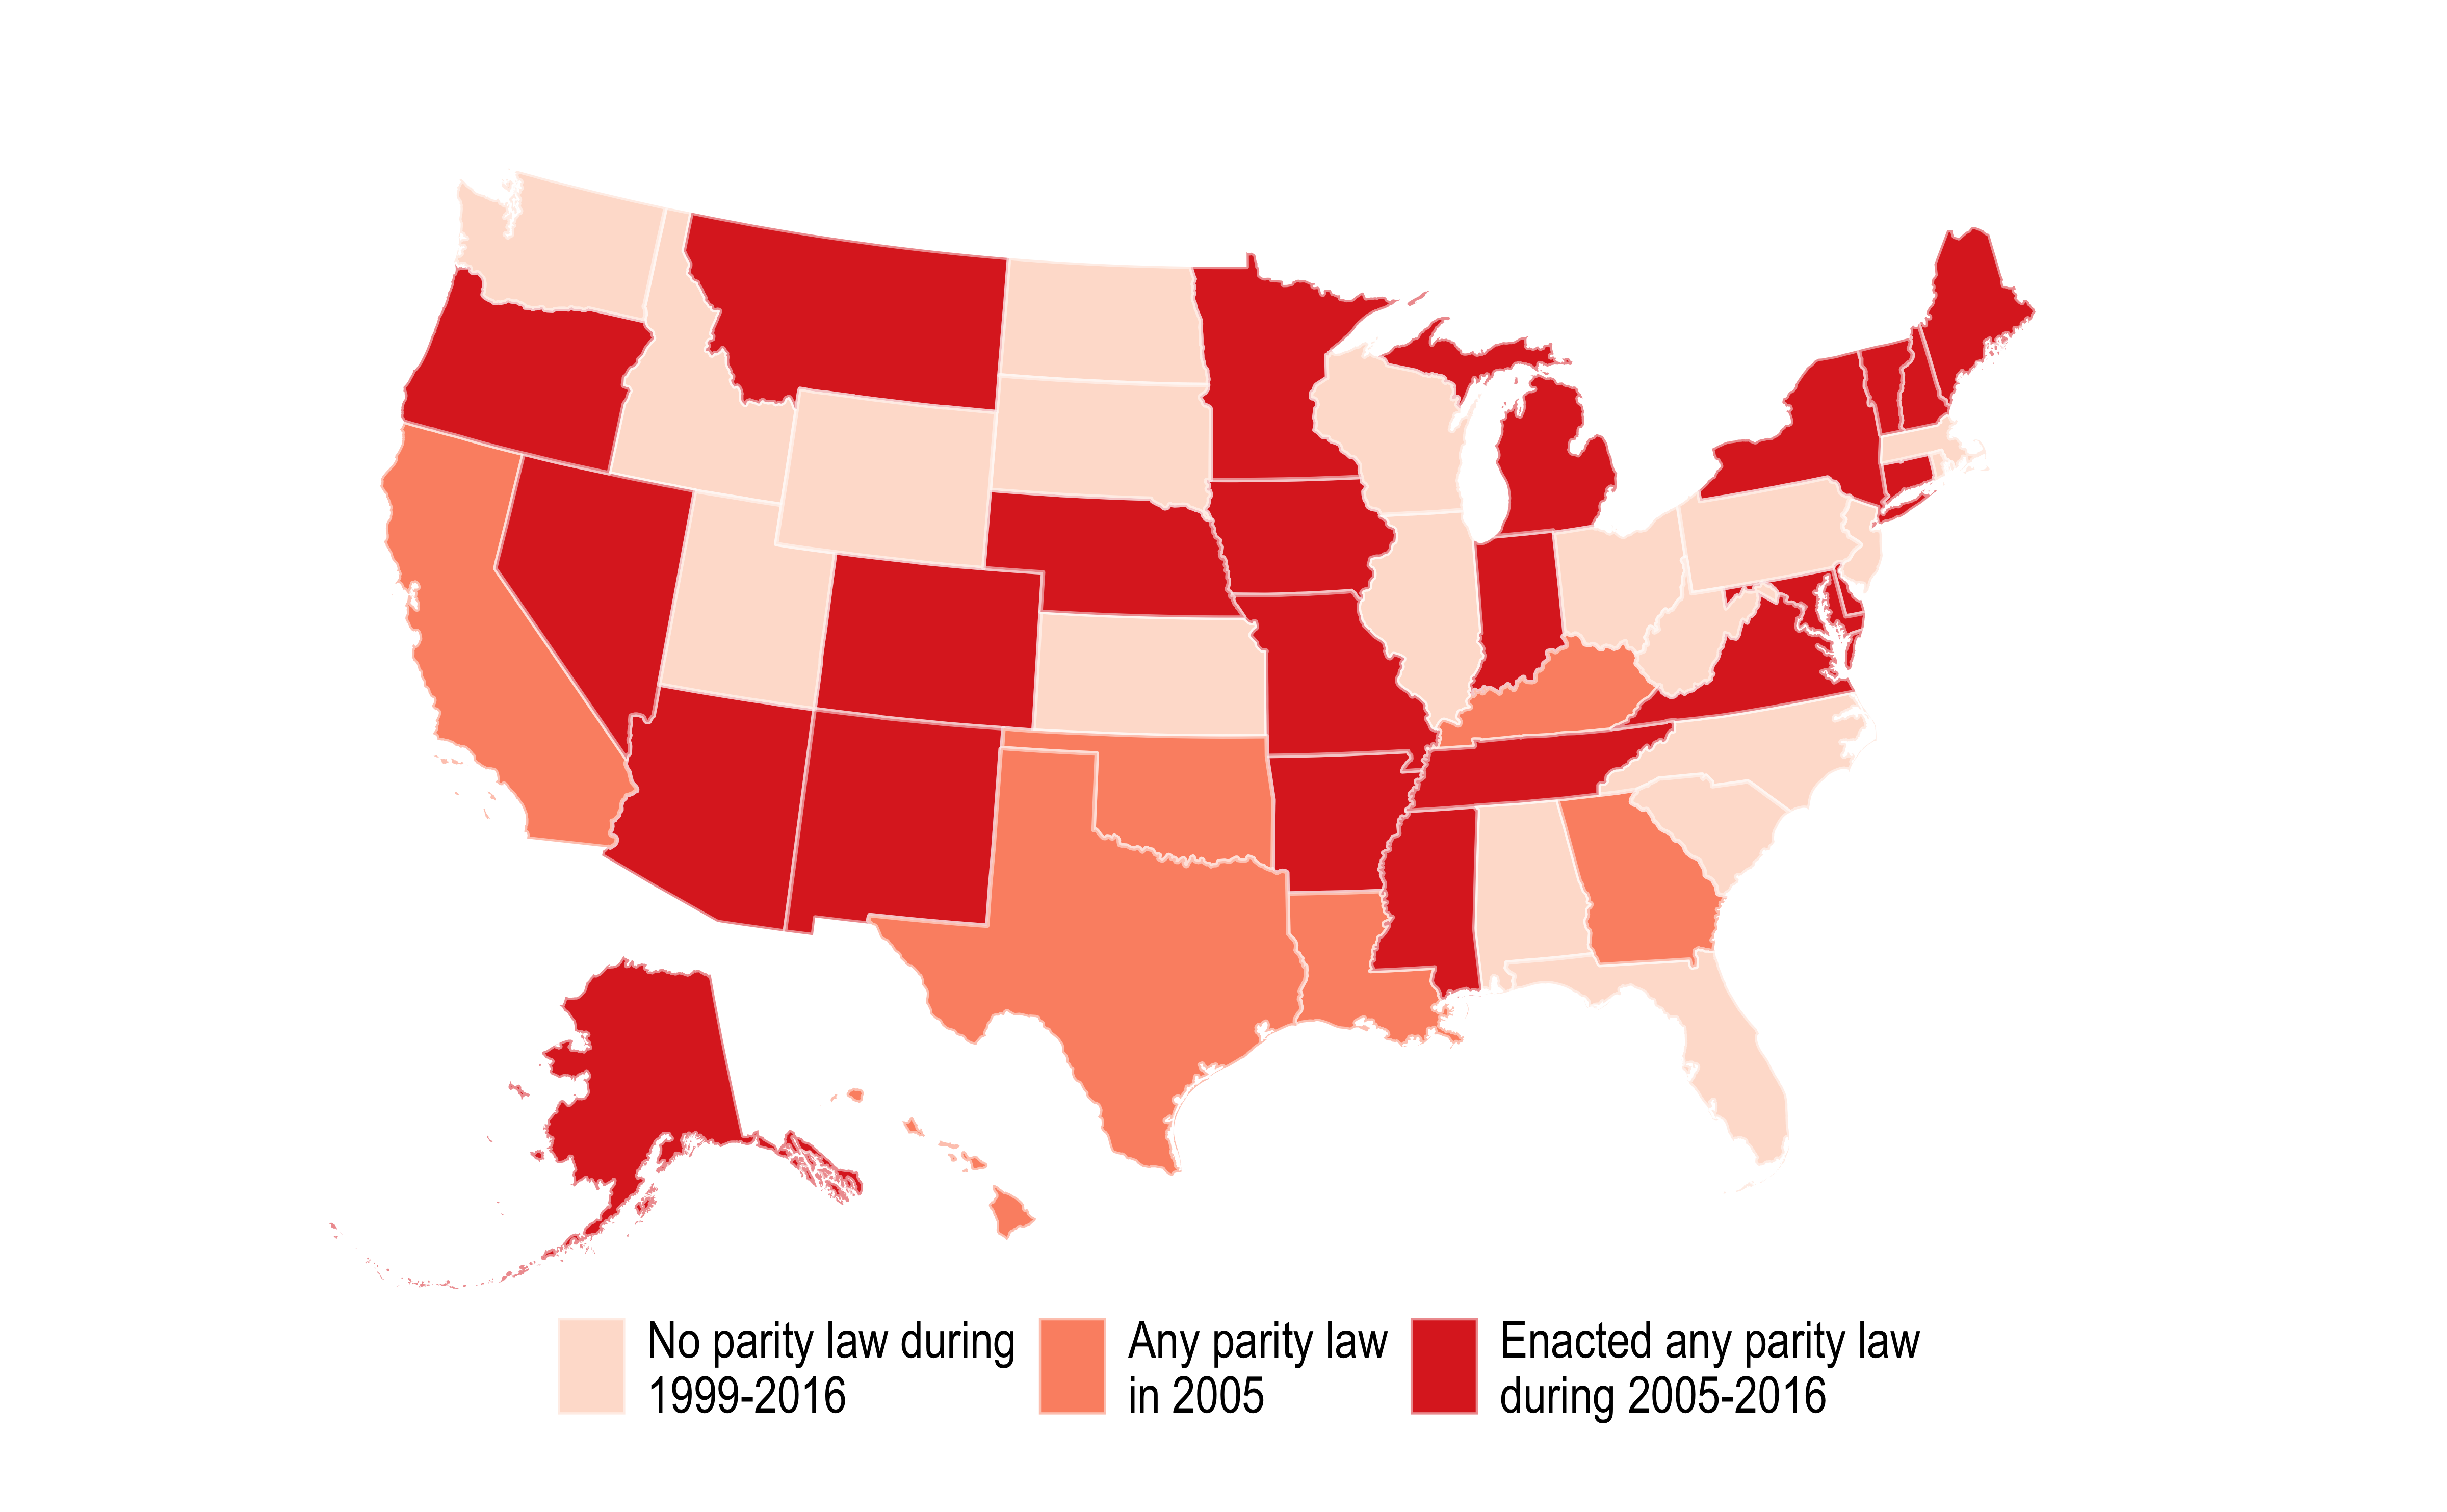 No parity law during
1999-2016
Any parity law
in 2005
Enacted any parity law
during 2005-2016